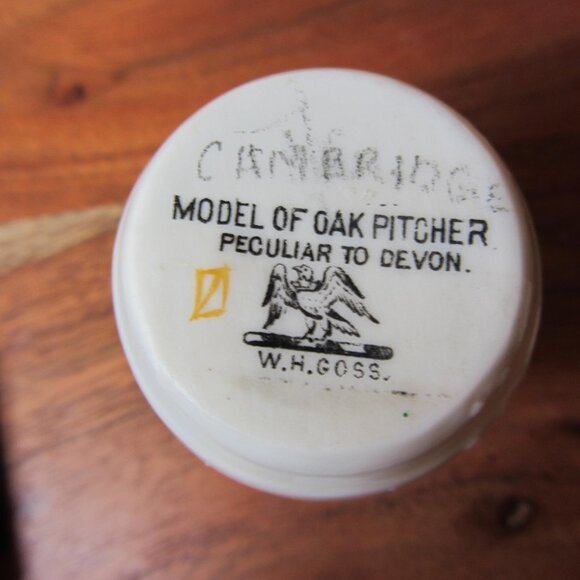 CAMBRIDGE
MODEL OF OAK PITCHER
PECULIAR TO DEVON.
W.H.GOSS.